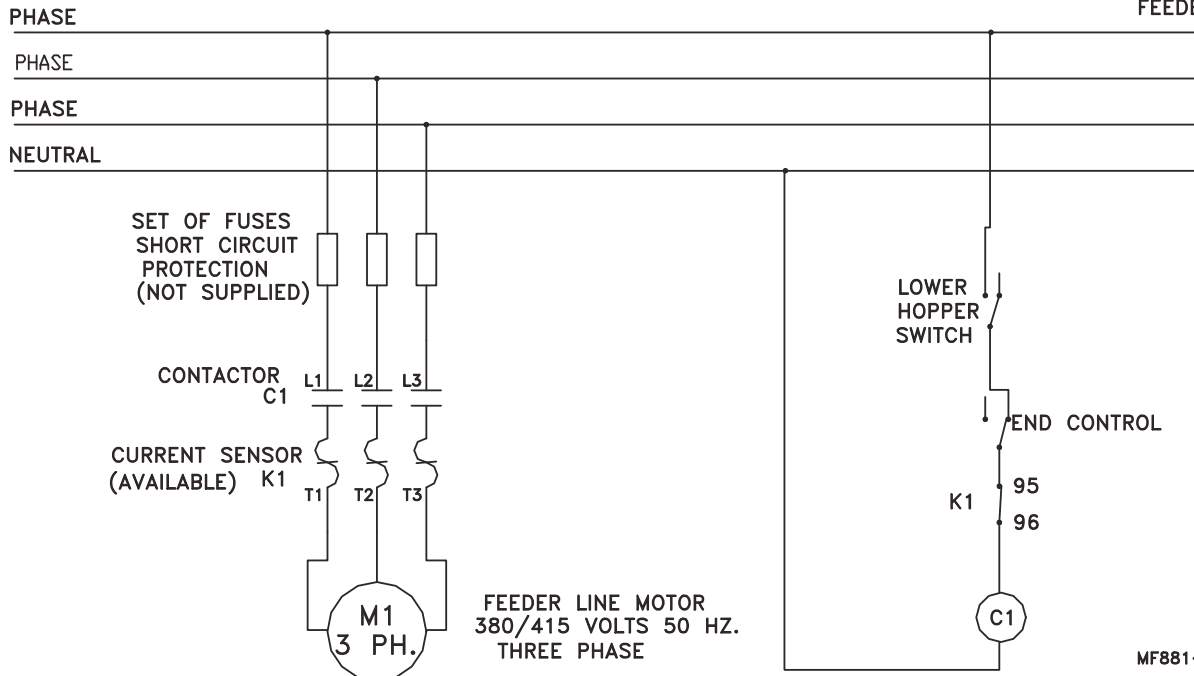 PHASE
FEEDE
PHASE
PHASE
NEUTRAL
SET OF FUSES
SHORT CIRCUIT
PROTECTION
(NOT SUPPLIED)
CONTACTOR
C1
L1
L2
L3
CURRENT SENSOR
(AVAILABLE) K1
T1
T2
T3
M1
3 PH.
FEEDER LINE MOTOR
380/415 VOLTS 50 HZ.
THREE PHASE
LOWER
HOPPER
SWITCH
END CONTROL
K1
95
96
C1
MF881-